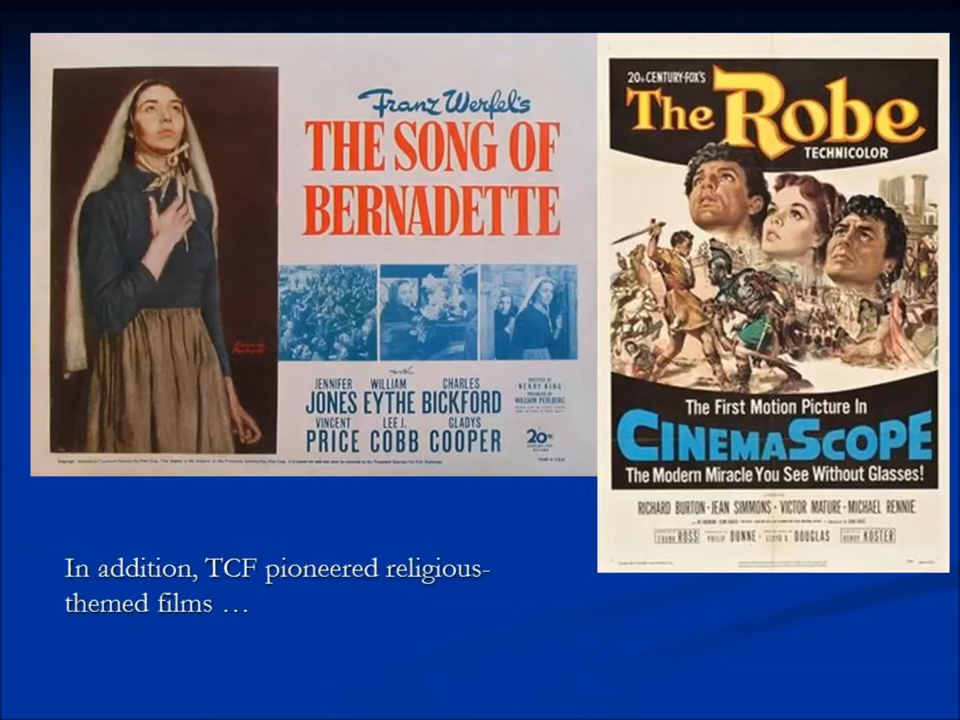 Franz Werfel's
THE SONG OF
BERNADETTE
with
JENNIFER WILLIAM CHARLES
JONES EYTHE BICKFORD
VINCENT LEE J. GLADYS
PRICE COBB COOPER
DIRECTED BY
HENRY KING
PRODUCED BY
WILLIAM PERLBERG
20TH
20TH CENTURY-FOX'S
The Robe
TECHNICOLOR
The First Motion Picture In
CINEMASCOPE
The Modern Miracle You See Without Glasses!
RICHARD BURTON · JEAN SIMMONS · VICTOR MATURE · MICHAEL RENNIE
FRANK ROSS PHILIP DUNNE LLOYD C. DOUGLAS HENRY KOSTER
In addition, TCF pioneered religious-
themed films …